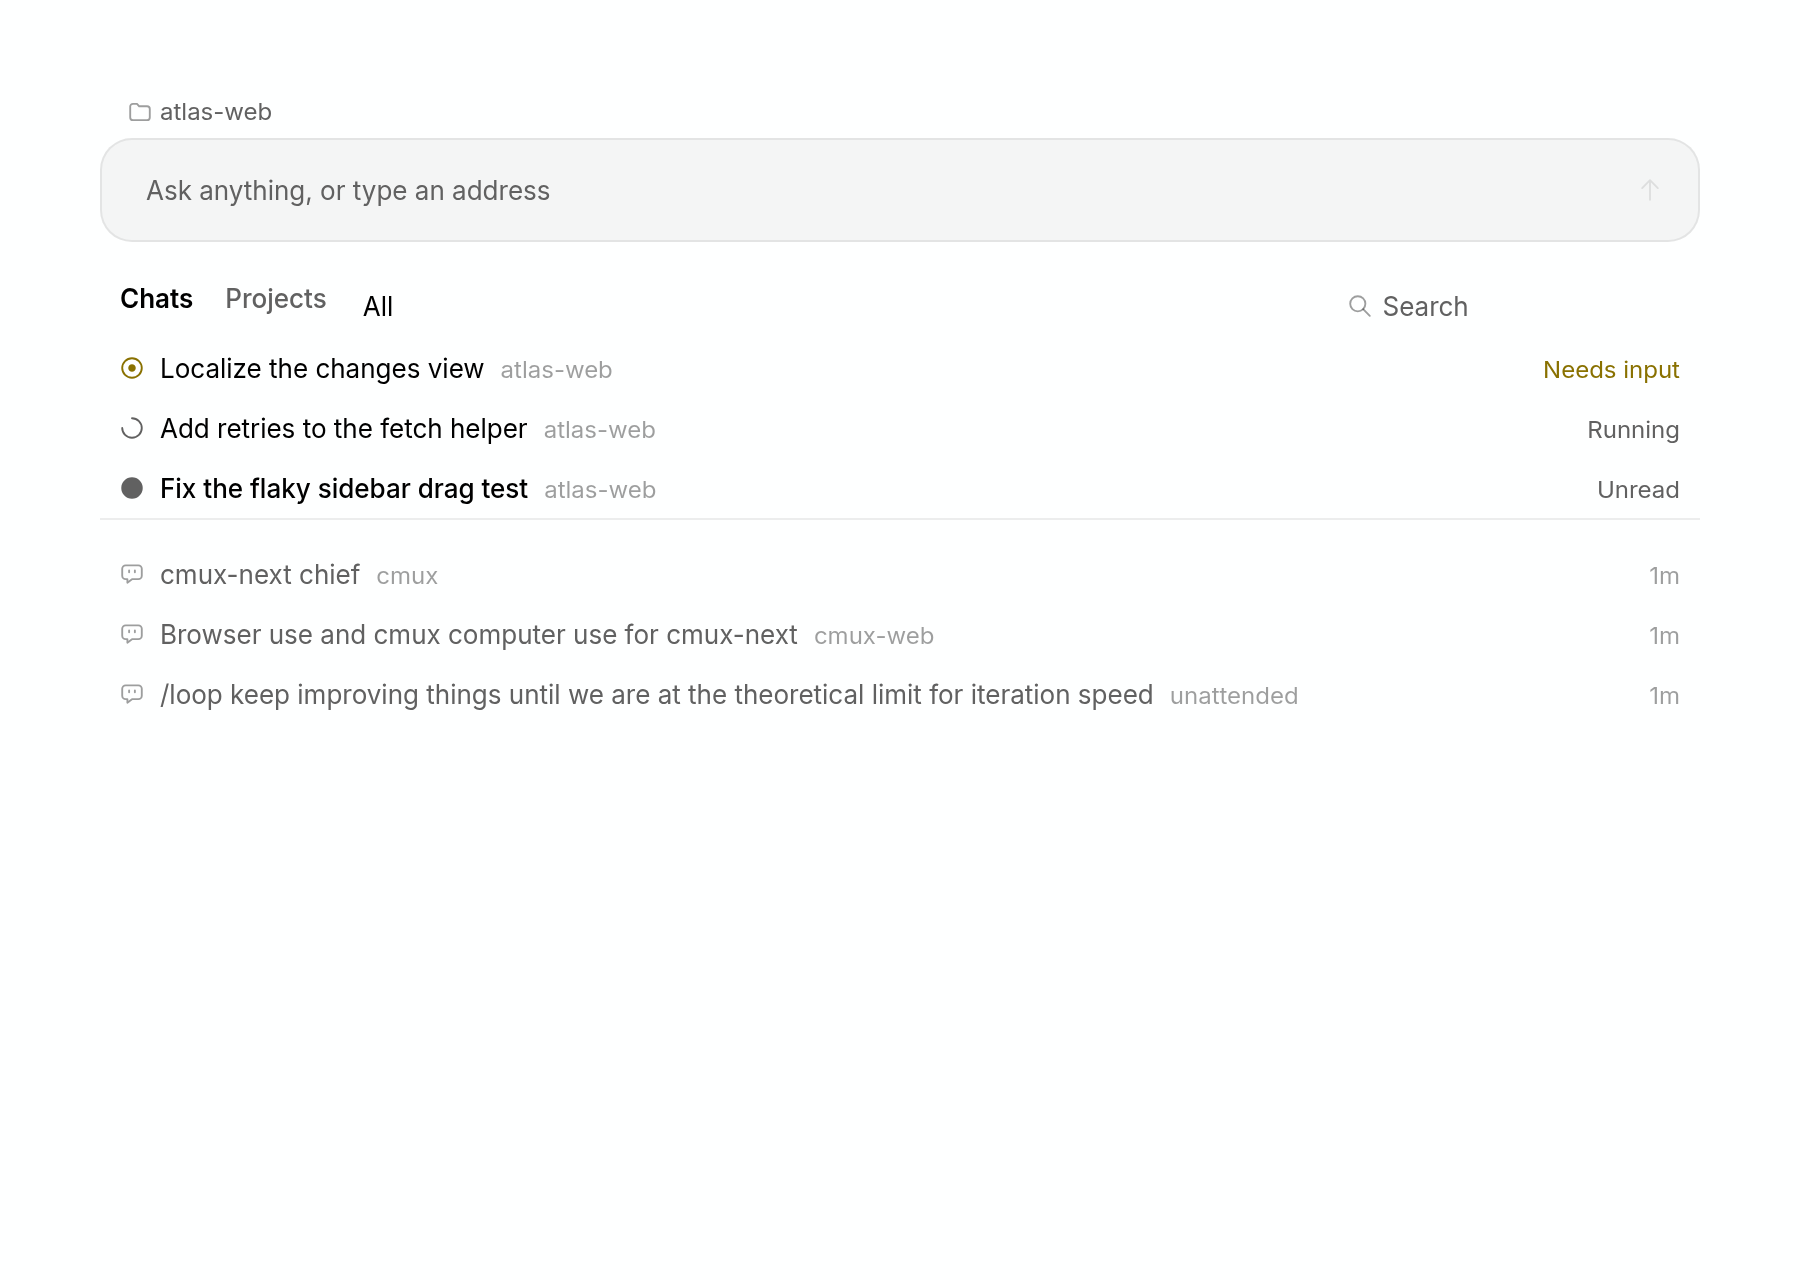 atlas-web
Ask anything, or type an address
Chats Projects All Search
Localize the changes view atlas-web Needs input
Add retries to the fetch helper atlas-web Running
Fix the flaky sidebar drag test atlas-web Unread
cmux-next chief cmux 1m
Browser use and cmux computer use for cmux-next cmux-web 1m
/loop keep improving things until we are at the theoretical limit for iteration speed unattended 1m